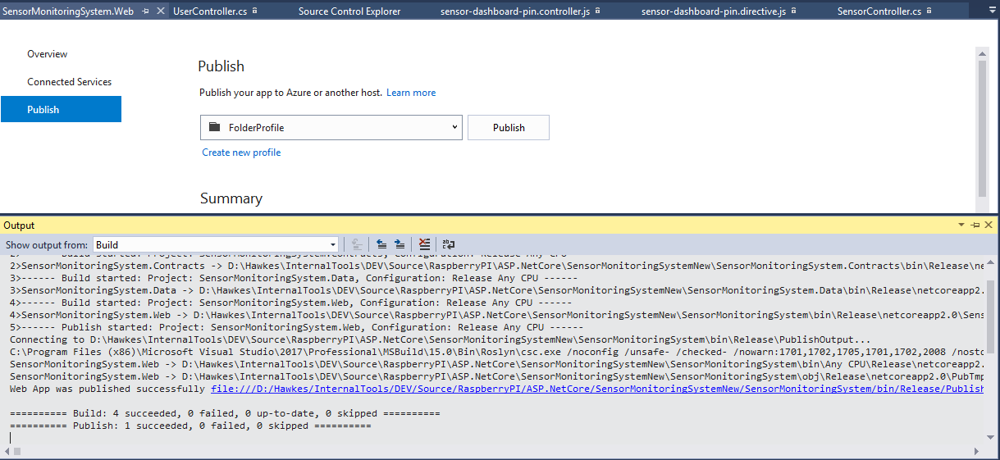 SensorMonitoringSystem.Web UserController.cs Source Control Explorer sensor-dashboard-pin.controller.js sensor-dashboard-pin.directive.js SensorController.cs
Overview
Connected Services
Publish
Publish
Publish your app to Azure or another host. Learn more
FolderProfile Publish
Create new profile
Summary
Output
Show output from: Build
2>------ Build started: Project: SensorMonitoringSystem.Contracts, Configuration: Release Any CPU ------
2>SensorMonitoringSystem.Contracts -> D:\Hawkes\InternalTools\DEV\Source\RaspberryPI\ASP.NetCore\SensorMonitoringSystemNew\SensorMonitoringSystem.Contracts\bin\Release\ne
3>------ Build started: Project: SensorMonitoringSystem.Data, Configuration: Release Any CPU ------
3>SensorMonitoringSystem.Data -> D:\Hawkes\InternalTools\DEV\Source\RaspberryPI\ASP.NetCore\SensorMonitoringSystemNew\SensorMonitoringSystem.Data\bin\Release\netcoreapp2.
4>------ Build started: Project: SensorMonitoringSystem.Web, Configuration: Release Any CPU ------
4>SensorMonitoringSystem.Web -> D:\Hawkes\InternalTools\DEV\Source\RaspberryPI\ASP.NetCore\SensorMonitoringSystemNew\SensorMonitoringSystem\bin\Release\netcoreapp2.0\Sens
5>------ Publish started: Project: SensorMonitoringSystem.Web, Configuration: Release Any CPU ------
Connecting to D:\Hawkes\InternalTools\DEV\Source\RaspberryPI\ASP.NetCore\SensorMonitoringSystemNew\SensorMonitoringSystem\bin\Release\PublishOutput...
C:\Program Files (x86)\Microsoft Visual Studio\2017\Professional\MSBuild\15.0\Bin\Roslyn\csc.exe /noconfig /unsafe- /checked- /nowarn:1701,1702,1705,1701,1702,2008 /nostc
SensorMonitoringSystem.Web -> D:\Hawkes\InternalTools\DEV\Source\RaspberryPI\ASP.NetCore\SensorMonitoringSystemNew\SensorMonitoringSystem\bin\Any CPU\Release\netcoreapp2.
SensorMonitoringSystem.Web -> D:\Hawkes\InternalTools\DEV\Source\RaspberryPI\ASP.NetCore\SensorMonitoringSystemNew\SensorMonitoringSystem\obj\Release\netcoreapp2.0\PubTmp
Web App was published successfully file:///D:/Hawkes/InternalTools/DEV/Source/RaspberryPI/ASP.NetCore/SensorMonitoringSystemNew/SensorMonitoringSystem/bin/Release/Publish
========== Build: 4 succeeded, 0 failed, 0 up-to-date, 0 skipped ==========
========== Publish: 1 succeeded, 0 failed, 0 skipped ==========